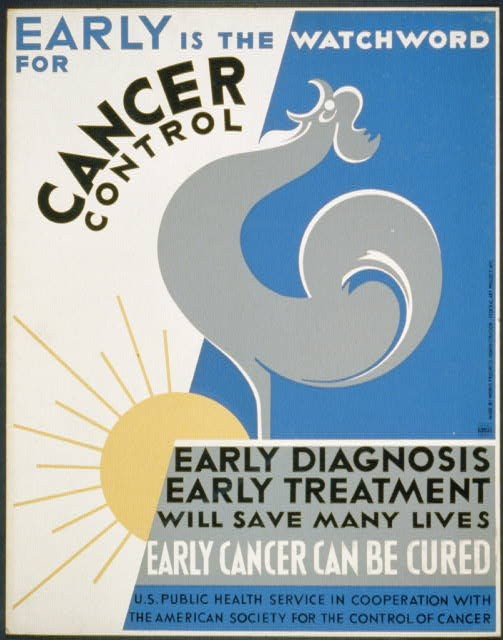 EARLY IS THE WATCHWORD
FOR
CANCER
CONTROL
EARLY DIAGNOSIS
EARLY TREATMENT
WILL SAVE MANY LIVES
EARLY CANCER CAN BE CURED
U.S. PUBLIC HEALTH SERVICE IN COOPERATION WITH
THE AMERICAN SOCIETY FOR THE CONTROL OF CANCER